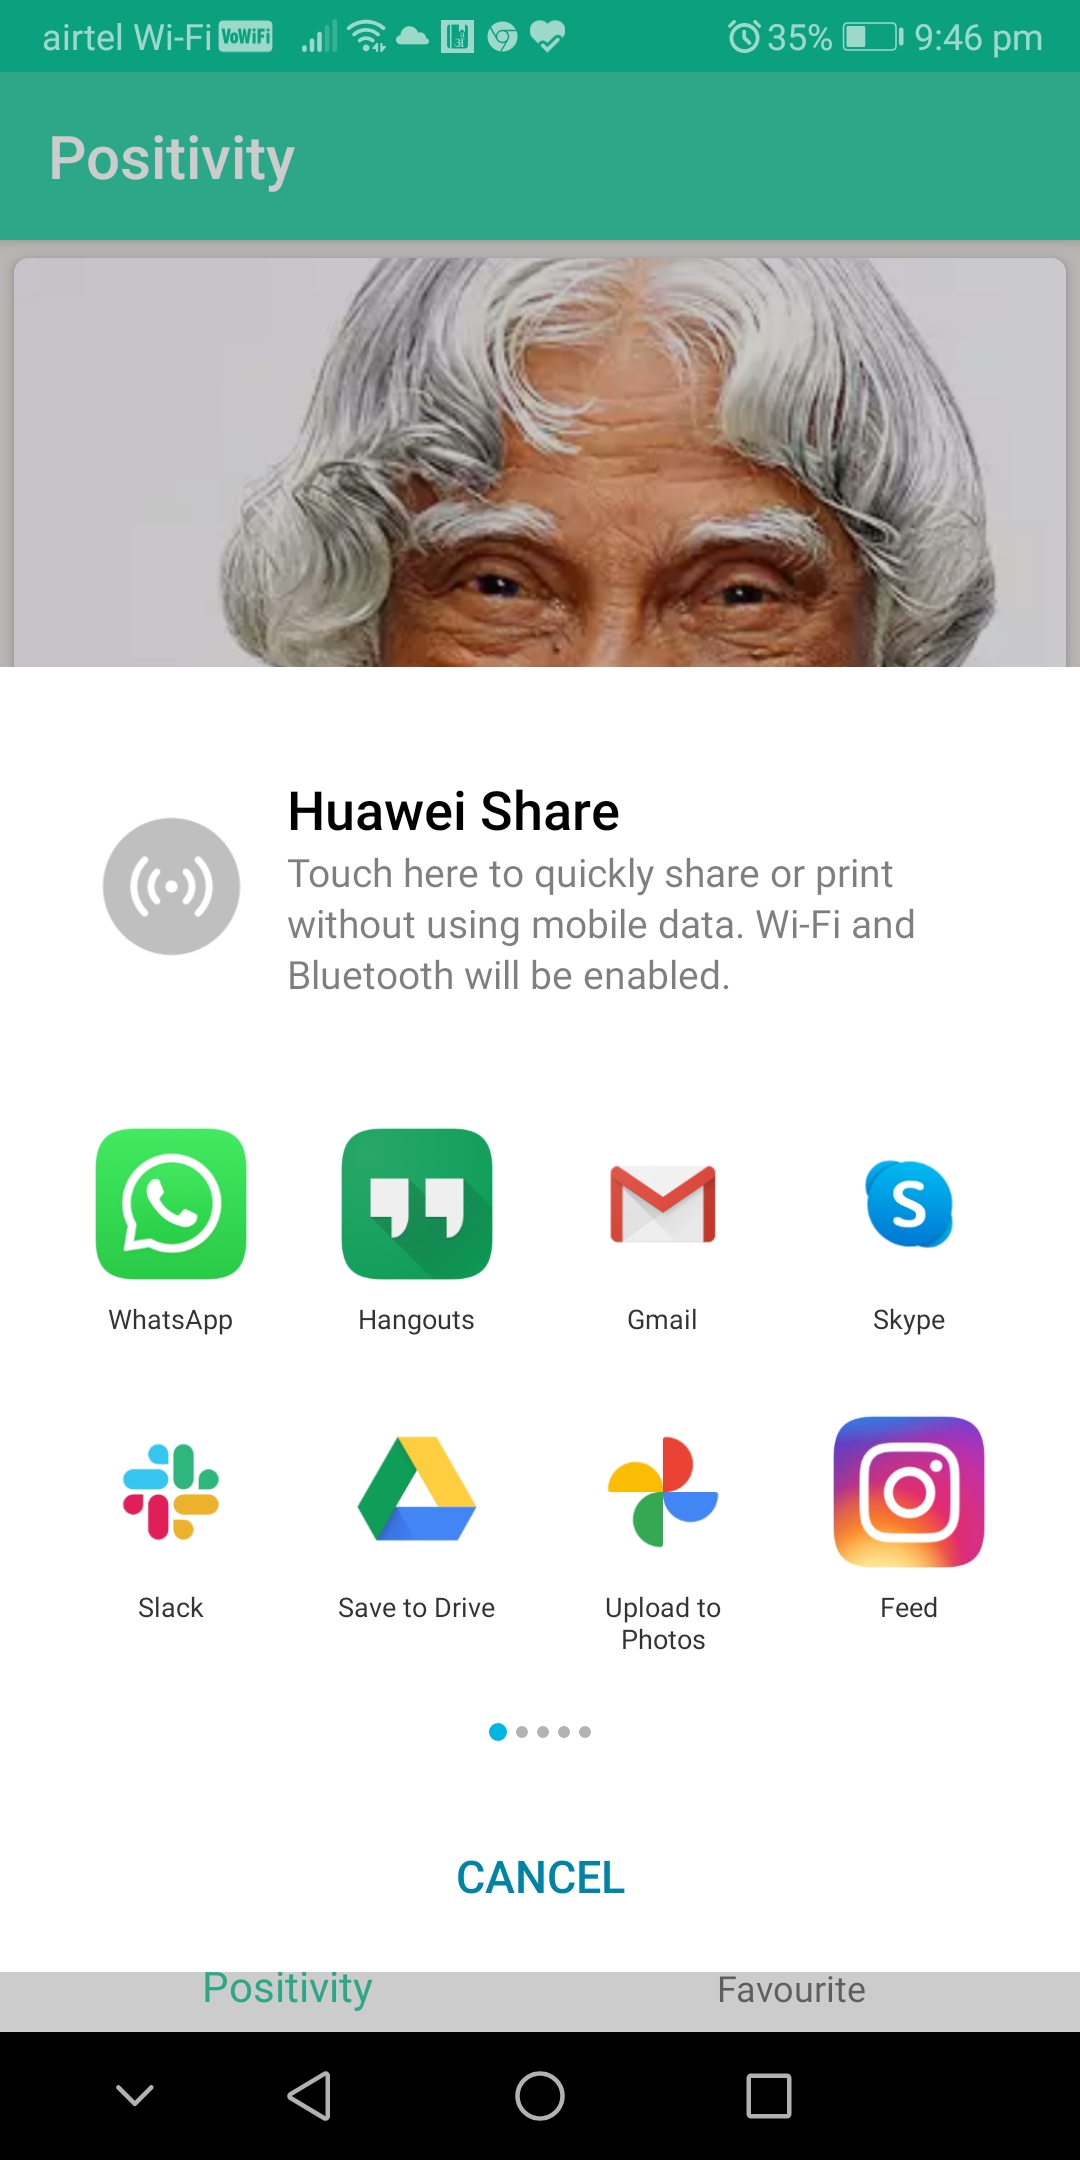 airtel Wi-Fi VoWiFi 35% 9:46 pm
Positivity
Huawei Share
Touch here to quickly share or print
without using mobile data. Wi-Fi and
Bluetooth will be enabled.
WhatsApp Hangouts Gmail Skype
Slack Save to Drive Upload to Photos Feed
CANCEL
Positivity Favourite